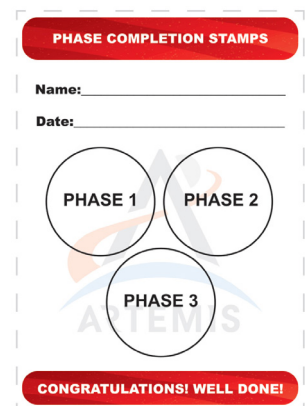 PHASE COMPLETION STAMPS
Name:
Date:
PHASE 1
PHASE 2
PHASE 3
ARTEMIS
CONGRATULATIONS! WELL DONE!